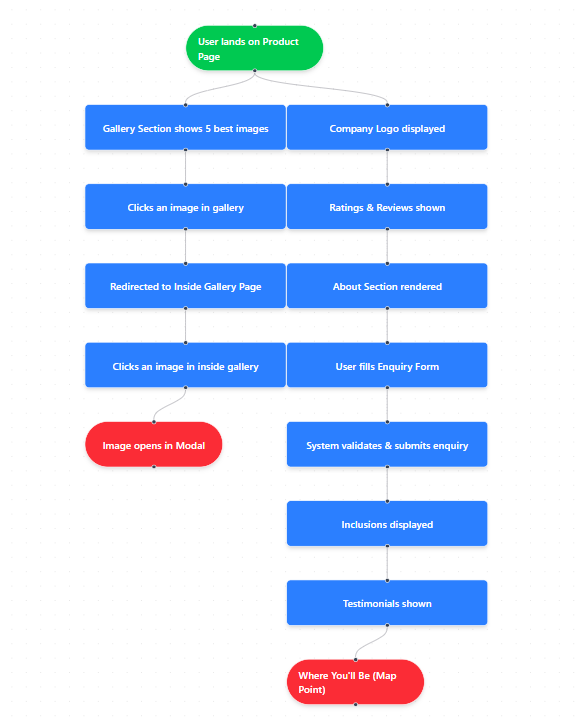 User lands on Product
Page
Gallery Section shows 5 best images
Company Logo displayed
Clicks an image in gallery
Ratings & Reviews shown
Redirected to Inside Gallery Page
About Section rendered
Clicks an image in inside gallery
User fills Enquiry Form
Image opens in Modal
System validates & submits enquiry
Inclusions displayed
Testimonials shown
Where You'll Be (Map
Point)